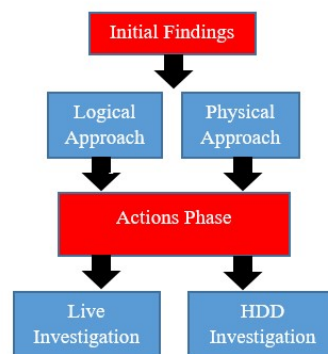 Initial Findings
Logical
Approach
Physical
Approach
Actions Phase
Live
Investigation
HDD
Investigation